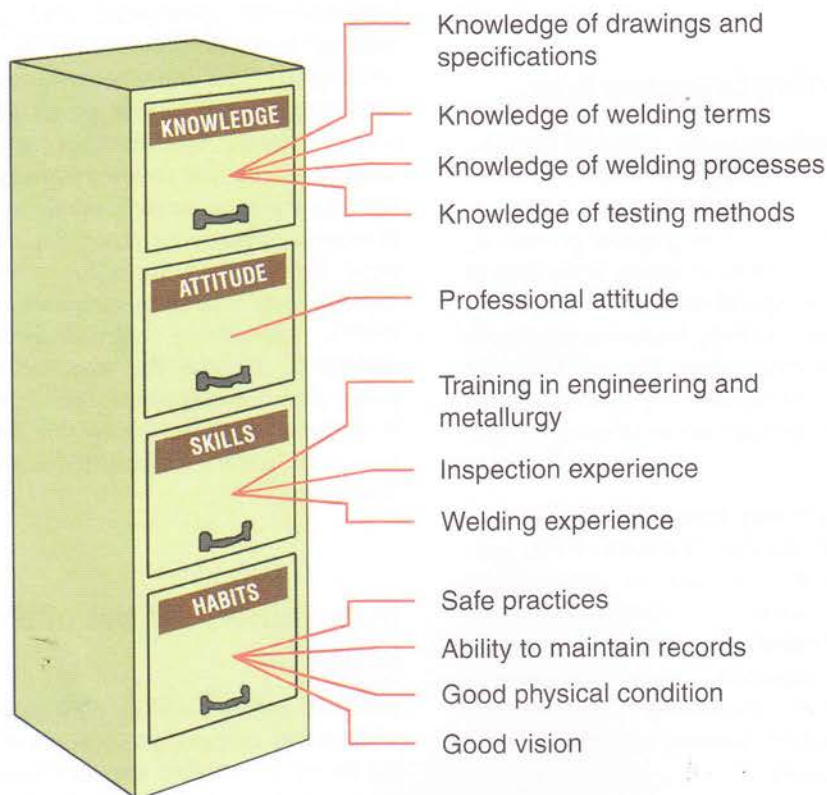 KNOWLEDGE
Knowledge of drawings and
specifications
Knowledge of welding terms
Knowledge of welding processes
Knowledge of testing methods
ATTITUDE
Professional attitude
SKILLS
Training in engineering and
metallurgy
Inspection experience
Welding experience
HABITS
Safe practices
Ability to maintain records
Good physical condition
Good vision